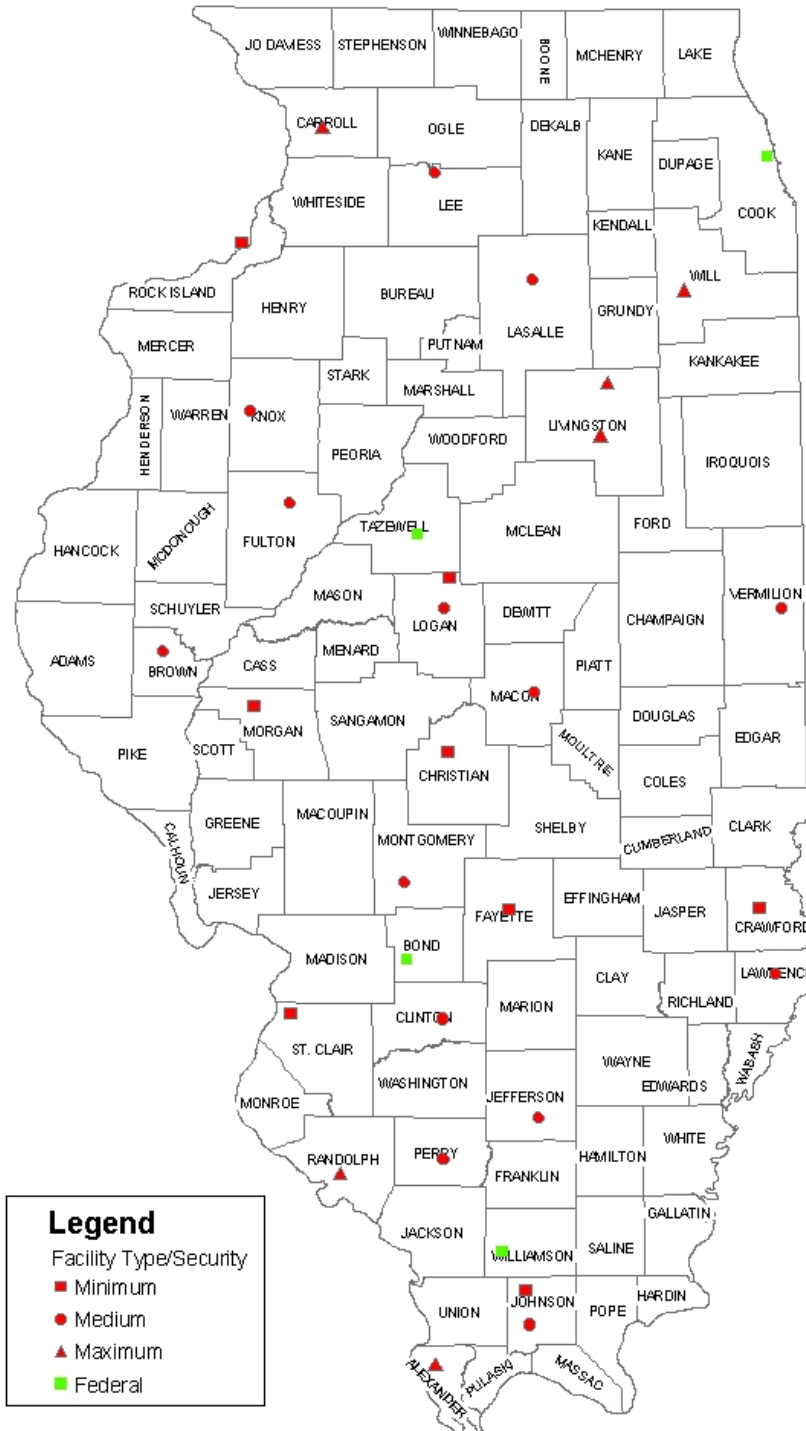 JO DAVIESS
STEPHENSON
WINNEBAGO
BOONE
MCHENRY
LAKE
CARROLL
OGLE
DEKALB
KANE
DUPAGE
COOK
WHITESIDE
LEE
KENDALL
WILL
ROCK ISLAND
HENRY
BUREAU
LASALLE
GRUNDY
PUTNAM
MERCER
STARK
MARSHALL
KANKAKEE
HENDERSON
WARREN
KNOX
PEORIA
WOODFORD
LIVINGSTON
IROQUOIS
HANCOCK
MCDONOUGH
FULTON
TAZEWELL
MCLEAN
FORD
MASON
SCHUYLER
LOGAN
DEWITT
CHAMPAIGN
VERMILION
ADAMS
BROWN
CASS
MENARD
PIATT
MACON
PIKE
SCOTT
MORGAN
SANGAMON
CHRISTIAN
MOULTRIE
DOUGLAS
EDGAR
COLES
CALHOUN
GREENE
MACOUPIN
MONTGOMERY
SHELBY
CUMBERLAND
CLARK
JERSEY
FAYETTE
EFFINGHAM
JASPER
CRAWFORD
MADISON
BOND
CLAY
RICHLAND
LAWRENCE
CLINTON
MARION
ST. CLAIR
WASHINGTON
WAYNE
EDWARDS
WABASH
MONROE
JEFFERSON
RANDOLPH
PERRY
HAMILTON
WHITE
FRANKLIN
JACKSON
WILLIAMSON
SALINE
GALLATIN
UNION
JOHNSON
POPE
HARDIN
ALEXANDER
PULASKI
MASSAC
Legend
Facility Type/Security
Minimum
Medium
Maximum
Federal